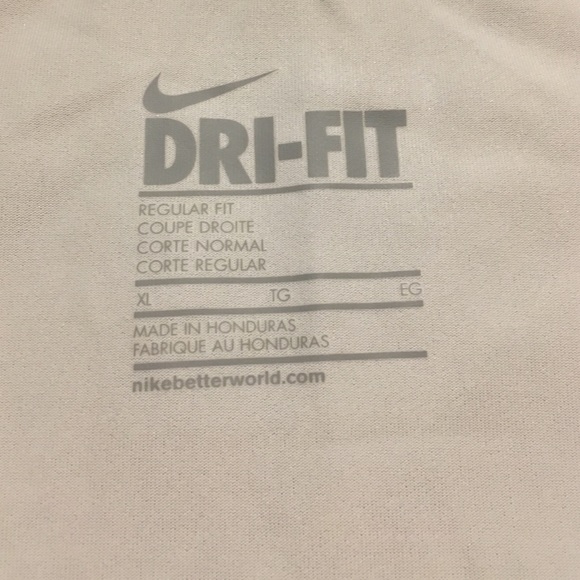 DRI-FIT
REGULAR FIT
COUPE DROITE
CORTE NORMAL
CORTE REGULAR
XL TG EG
MADE IN HONDURAS
FABRIQUE AU HONDURAS
nikebetterworld.com